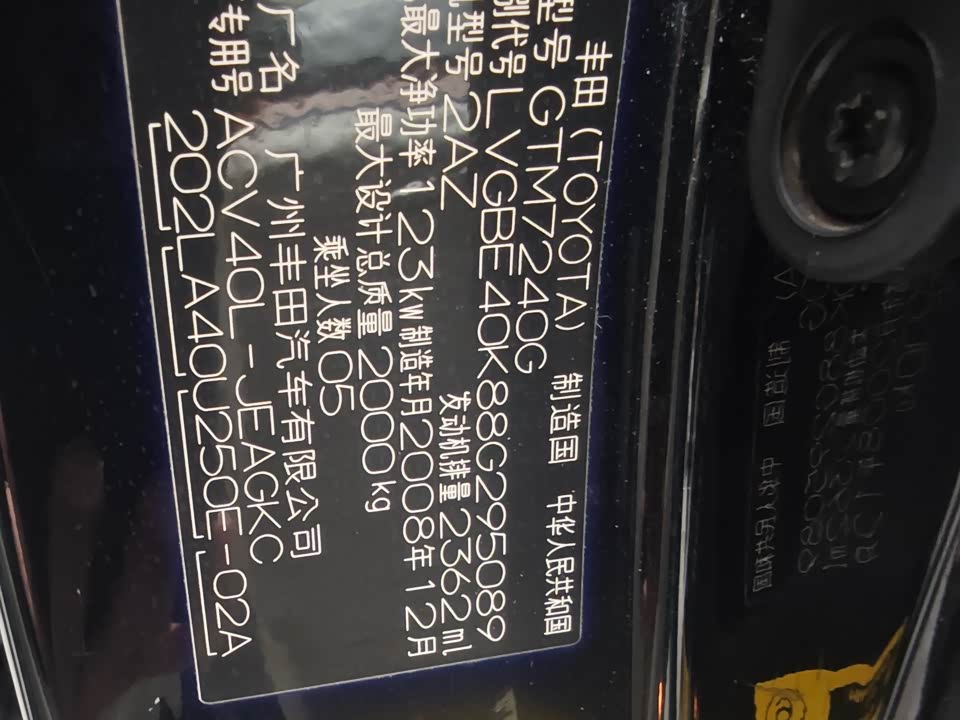 丰田 (TOYOTA) 制造国 中华人民共和国
型号 GTM7240G
别代号 LVGBE40K88G295089
机型号 2AZ 发动机排量 2362ml
最大净功率 123kW 制造年月 2008年12月
最大设计总质量 2000kg
乘坐人数 05
厂名 广州丰田汽车有限公司
专用号 ACV40L-JEAGKC
202LA40U250E-02A